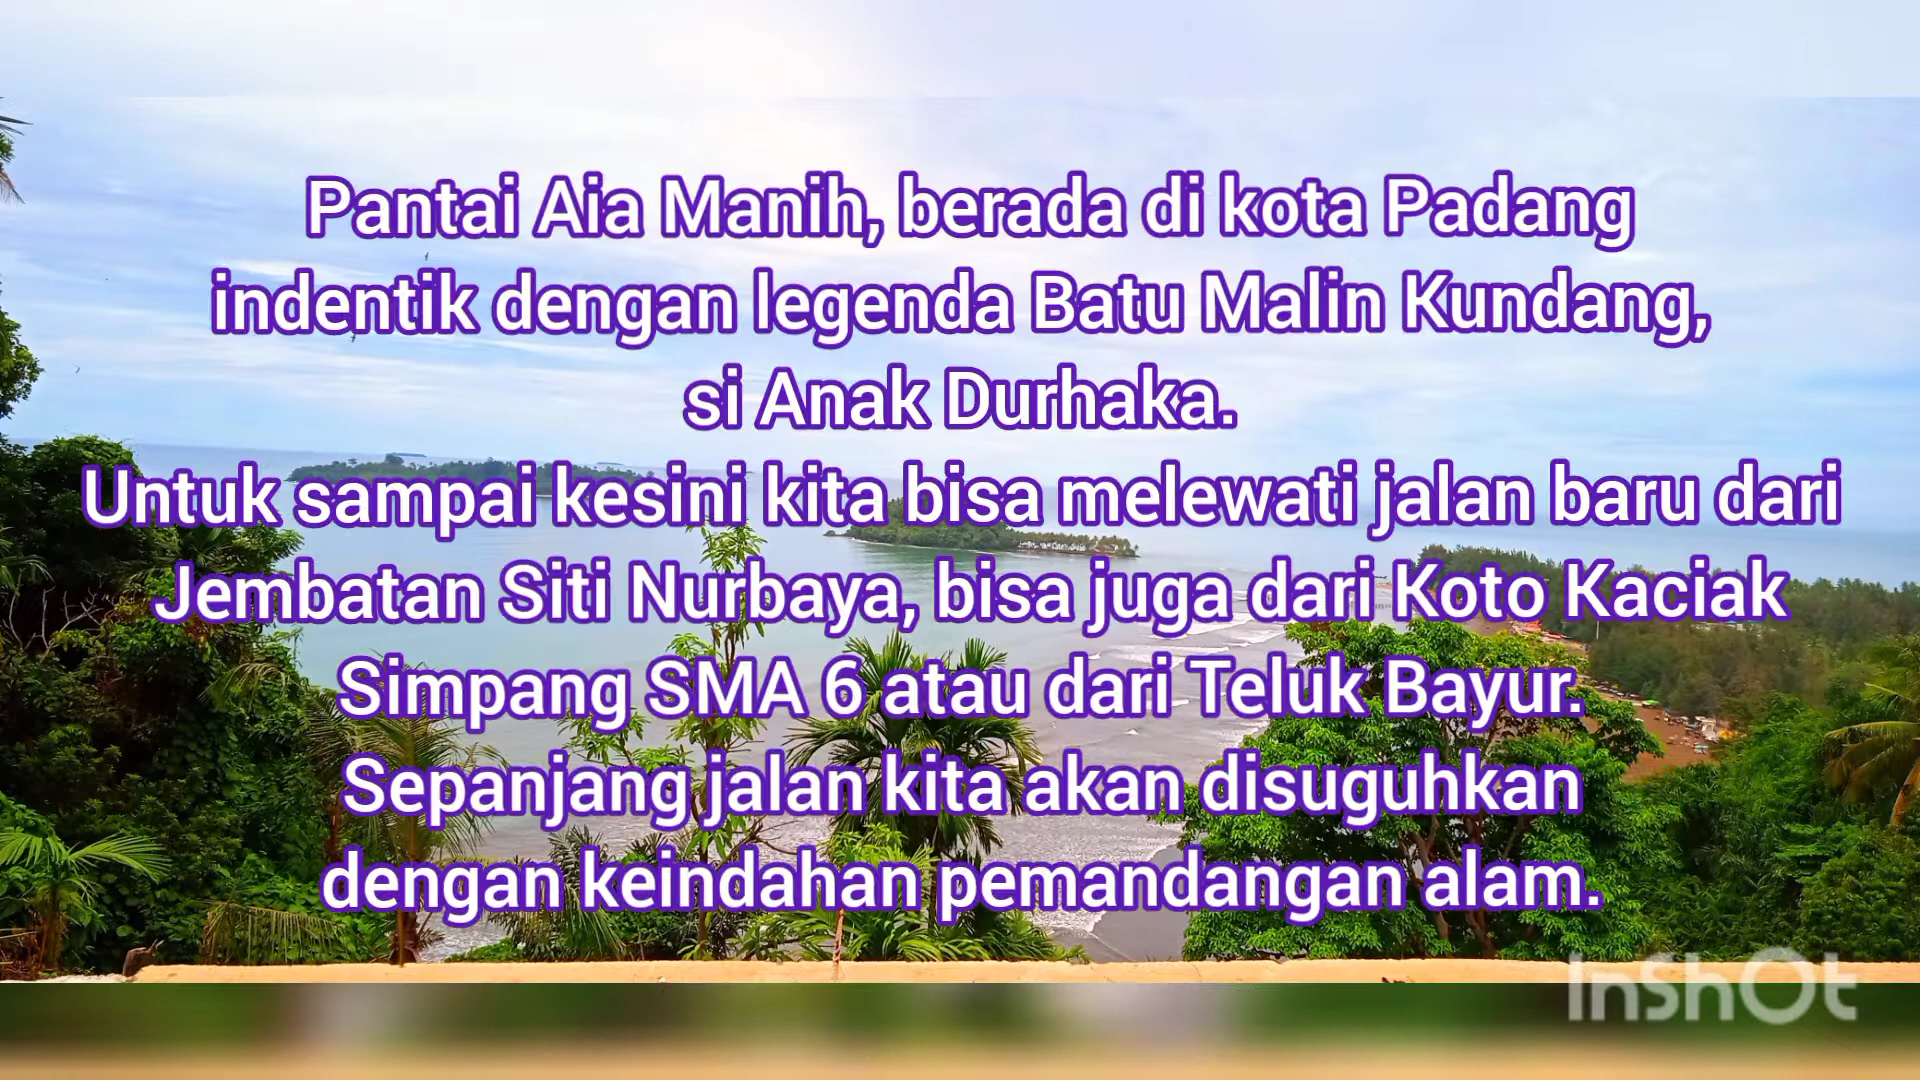 Pantai Aia Manih, berada di kota Padang
indentik dengan legenda Batu Malin Kundang,
si Anak Durhaka.
Untuk sampai kesini kita bisa melewati jalan baru dari
Jembatan Siti Nurbaya, bisa juga dari Koto Kaciak
Simpang SMA 6 atau dari Teluk Bayur.
Sepanjang jalan kita akan disuguhkan
dengan keindahan pemandangan alam.
InShOt